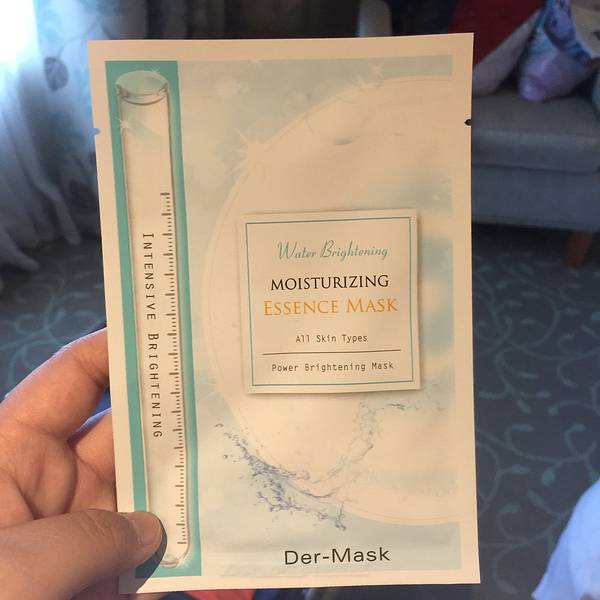 INTENSIVE BRIGHTENING
Water Brightening
MOISTURIZING
ESSENCE MASK
All Skin Types
Power Brightening Mask
Der-Mask